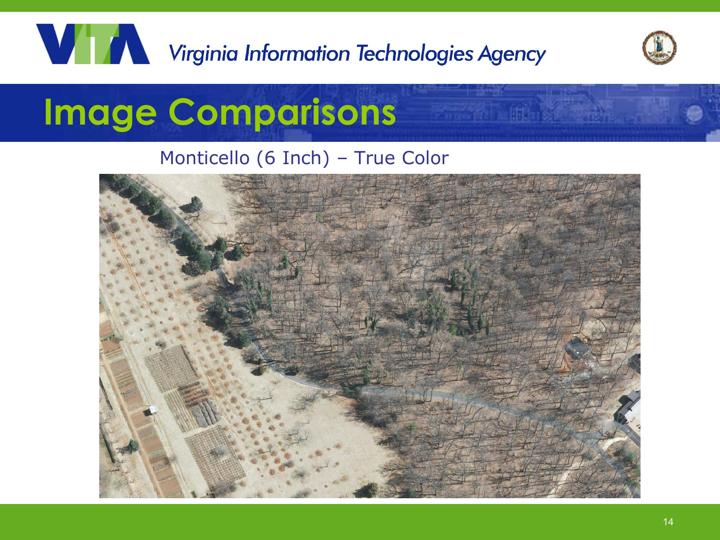 VITA
Virginia Information Technologies Agency
Image Comparisons
Monticello (6 Inch) – True Color
14